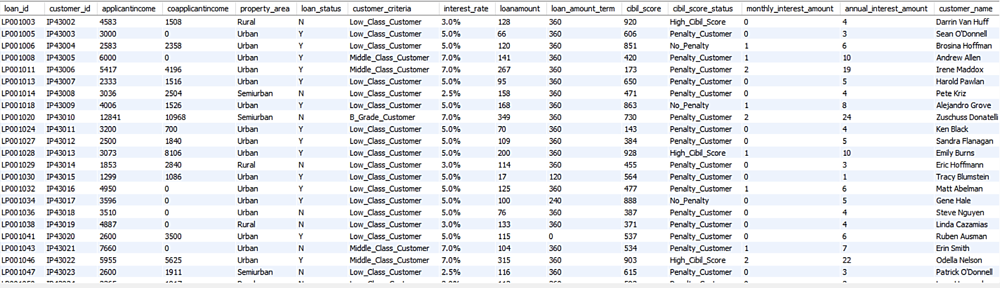 loan_id customer_id applicantincome coapplicantincome property_area loan_status customer_criteria interest_rate loanamount loan_amount_term cibil_score cibil_score_status monthly_interest_amount annual_interest_amount customer_name
LP001003 IP43002 4583 1508 Rural N Low_Class_Customer 3.0% 128 360 920 High_Cibil_Score 0 4 Darrin Van Huff
LP001005 IP43003 3000 0 Urban Y Low_Class_Customer 5.0% 66 360 606 Penalty_Customer 0 3 Sean O'Donnell
LP001006 IP43004 2583 2358 Urban Y Low_Class_Customer 5.0% 120 360 851 No_Penalty 1 6 Brosina Hoffman
LP001008 IP43005 6000 0 Urban Y Middle_Class_Customer 7.0% 141 360 420 Penalty_Customer 1 10 Andrew Allen
LP001011 IP43006 5417 4196 Urban Y Middle_Class_Customer 7.0% 267 360 173 Penalty_Customer 2 19 Irene Maddox
LP001013 IP43007 2333 1516 Urban Y Low_Class_Customer 5.0% 95 360 650 Penalty_Customer 0 5 Harold Pawlan
LP001014 IP43008 3036 2504 Semiurban N Low_Class_Customer 2.5% 158 360 471 Penalty_Customer 0 4 Pete Kriz
LP001018 IP43009 4006 1526 Urban Y Low_Class_Customer 5.0% 168 360 863 No_Penalty 1 8 Alejandro Grove
LP001020 IP43010 12841 10968 Semiurban N B_Grade_Customer 7.0% 349 360 730 Penalty_Customer 2 24 Zuschuss Donatelli
LP001024 IP43011 3200 700 Urban Y Low_Class_Customer 5.0% 70 360 143 Penalty_Customer 0 4 Ken Black
LP001027 IP43012 2500 1840 Urban Y Low_Class_Customer 5.0% 109 360 384 Penalty_Customer 0 5 Sandra Flanagan
LP001028 IP43013 3073 8106 Urban Y Low_Class_Customer 5.0% 200 360 928 High_Cibil_Score 1 10 Emily Burns
LP001029 IP43014 1853 2840 Rural N Low_Class_Customer 3.0% 114 360 455 Penalty_Customer 0 3 Eric Hoffmann
LP001030 IP43015 1299 1086 Urban Y Low_Class_Customer 5.0% 17 120 564 Penalty_Customer 0 1 Tracy Blumstein
LP001032 IP43016 4950 0 Urban Y Low_Class_Customer 5.0% 125 360 477 Penalty_Customer 1 6 Matt Abelman
LP001034 IP43017 3596 0 Urban Y Low_Class_Customer 5.0% 100 240 888 No_Penalty 0 5 Gene Hale
LP001036 IP43018 3510 0 Urban N Low_Class_Customer 5.0% 76 360 387 Penalty_Customer 0 4 Steve Nguyen
LP001038 IP43019 4887 0 Rural N Low_Class_Customer 3.0% 133 360 371 Penalty_Customer 0 4 Linda Cazamias
LP001041 IP43020 2600 3500 Urban Y Low_Class_Customer 5.0% 115 0 537 Penalty_Customer 0 6 Ruben Ausman
LP001043 IP43021 7660 0 Urban N Middle_Class_Customer 7.0% 104 360 534 Penalty_Customer 1 7 Erin Smith
LP001046 IP43022 5955 5625 Urban Y Middle_Class_Customer 7.0% 315 360 903 High_Cibil_Score 2 22 Odella Nelson
LP001047 IP43023 2600 1911 Semiurban N Low_Class_Customer 2.5% 116 360 615 Penalty_Customer 0 3 Patrick O'Donnell